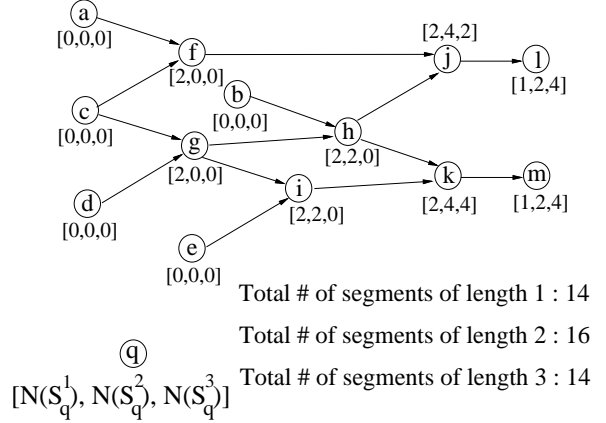 a
[0,0,0]
f
[2,0,0]
[2,4,2]
j
l
[1,2,4]
b
[0,0,0]
c
[0,0,0]
g
[2,0,0]
h
[2,2,0]
k
[2,4,4]
m
[1,2,4]
i
[2,2,0]
d
[0,0,0]
e
[0,0,0]
Total # of segments of length 1 : 14
Total # of segments of length 2 : 16
Total # of segments of length 3 : 14
q
[N(S_q^1), N(S_q^2), N(S_q^3)]